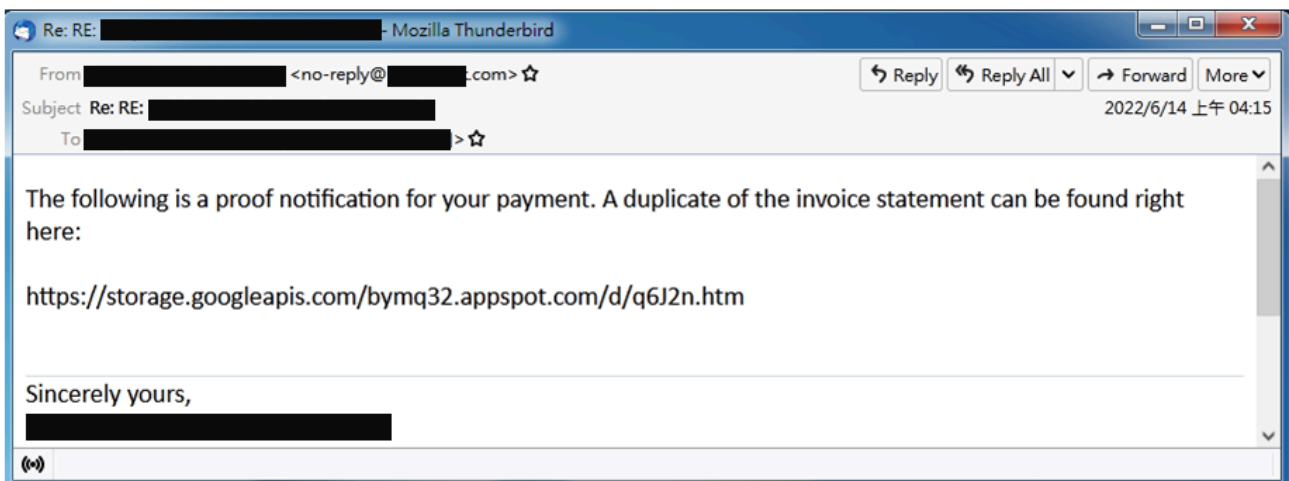 Re: RE: - Mozilla Thunderbird
From <no-reply@ .com>
Reply Reply All Forward More
Subject Re: RE:
2022/6/14 上午 04:15
To >
The following is a proof notification for your payment. A duplicate of the invoice statement can be found right
here:
https://storage.googleapis.com/bymq32.appspot.com/d/q6J2n.htm
Sincerely yours,